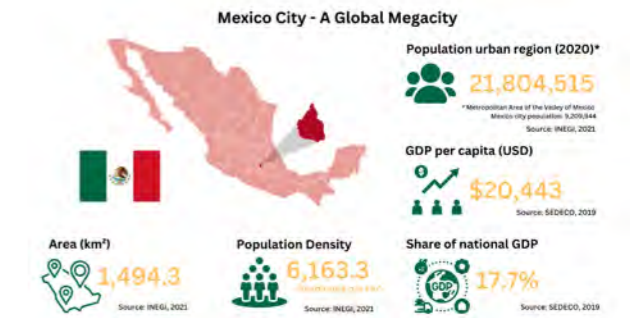 Mexico City - A Global Megacity
Population urban region (2020)*
21,804,515
* Metropolitan Area of the Valley of Mexico
Mexico city population: 9,209,944
Source: INEGI, 2021
GDP per capita (USD)
$20,443
Source: SEDECO, 2019
Area (km²)
1,494.3
Source: INEGI, 2021
Population Density
6,163.3
Source: INEGI, 2021
Share of national GDP
GDP
17.7%
Source: SEDECO, 2019